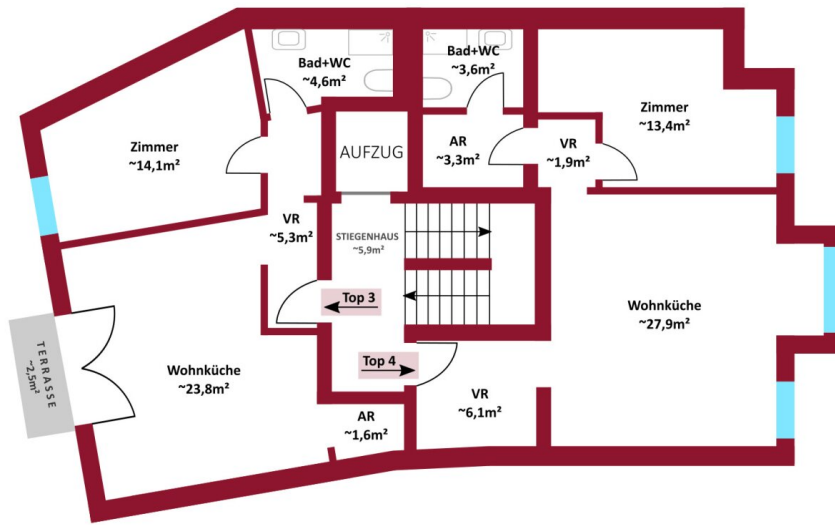 Bad+WC
~4,6m²
Bad+WC
~3,6m²
Zimmer
~14,1m²
AUFZUG
AR
~3,3m²
VR
~1,9m²
Zimmer
~13,4m²
VR
~5,3m²
STIEGENHAUS
~5,9m²
Top 3
Wohnküche
~27,9m²
TERRASSE
~2,5m²
Wohnküche
~23,8m²
Top 4
VR
~6,1m²
AR
~1,6m²